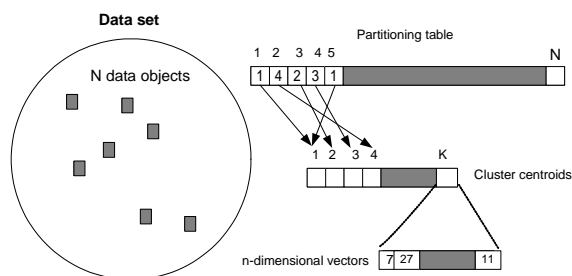 Data set
N data objects
Partitioning table
1 2 3 4 5 N
1 4 2 3 1
1 2 3 4 K
Cluster centroids
n-dimensional vectors
7 27 11